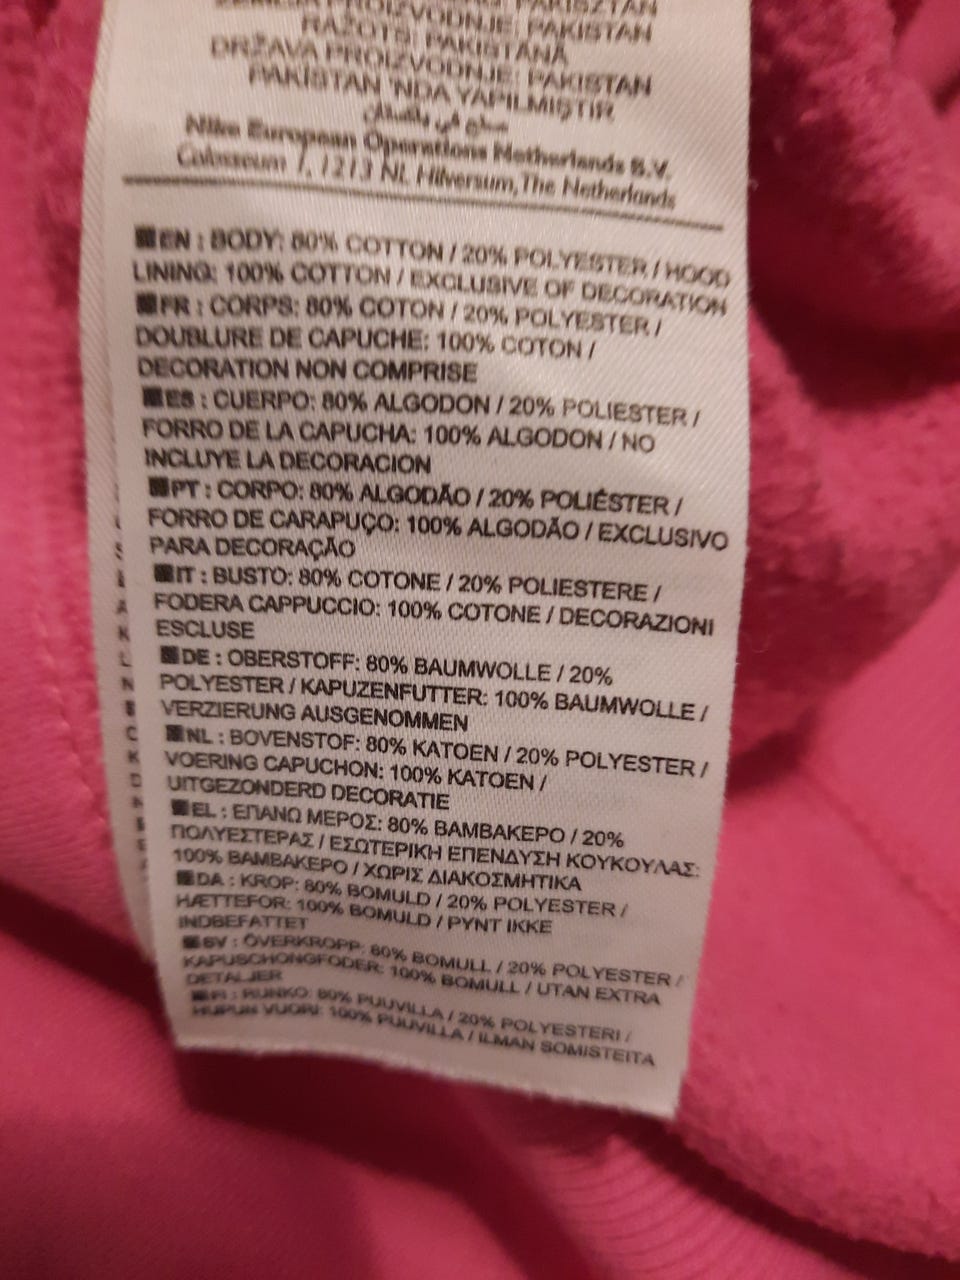 PAKISZTÁN
PROIZVODNJE: PAKISTAN
RAŽOTS: PAKISTĀNĀ
DRŽAVA PROIZVODNJE: PAKISTAN
PAKİSTAN 'NDA YAPILMIŞTIR
صنع في باكستان
Nike European Operations Netherlands B.V.
Colosseum 1, 1213 NL Hilversum, The Netherlands
EN : BODY: 80% COTTON / 20% POLYESTER / HOOD
LINING: 100% COTTON / EXCLUSIVE OF DECORATION
FR : CORPS: 80% COTON / 20% POLYESTER /
DOUBLURE DE CAPUCHE: 100% COTON /
DECORATION NON COMPRISE
ES : CUERPO: 80% ALGODON / 20% POLIESTER /
FORRO DE LA CAPUCHA: 100% ALGODON / NO
INCLUYE LA DECORACION
PT : CORPO: 80% ALGODÃO / 20% POLIÉSTER /
FORRO DE CARAPUÇO: 100% ALGODÃO / EXCLUSIVO
PARA DECORAÇÃO
IT : BUSTO: 80% COTONE / 20% POLIESTERE /
FODERA CAPPUCCIO: 100% COTONE / DECORAZIONI
ESCLUSE
DE : OBERSTOFF: 80% BAUMWOLLE / 20%
POLYESTER / KAPUZENFUTTER: 100% BAUMWOLLE /
VERZIERUNG AUSGENOMMEN
NL : BOVENSTOF: 80% KATOEN / 20% POLYESTER /
VOERING CAPUCHON: 100% KATOEN /
UITGEZONDERD DECORATIE
EL : ΕΠΑΝΩ ΜΕΡΟΣ: 80% ΒΑΜΒΑΚΕΡΟ / 20%
ΠΟΛΥΕΣΤΕΡΑΣ / ΕΣΩΤΕΡΙΚΗ ΕΠΕΝΔΥΣΗ ΚΟΥΚΟΥΛΑΣ:
100% ΒΑΜΒΑΚΕΡΟ / ΧΩΡΙΣ ΔΙΑΚΟΣΜΗΤΙΚΑ
DA : KROP: 80% BOMULD / 20% POLYESTER /
HÆTTEFOR: 100% BOMULD / PYNT IKKE
INDBEFATTET
SV : ÖVERKROPP: 80% BOMULL / 20% POLYESTER /
KAPUSCHONGFODER: 100% BOMULL / UTAN EXTRA
DETALJER
FI : RUNKO: 80% PUUVILLA / 20% POLYESTERI /
HUPUN VUORI: 100% PUUVILLA / ILMAN SOMISTEITA